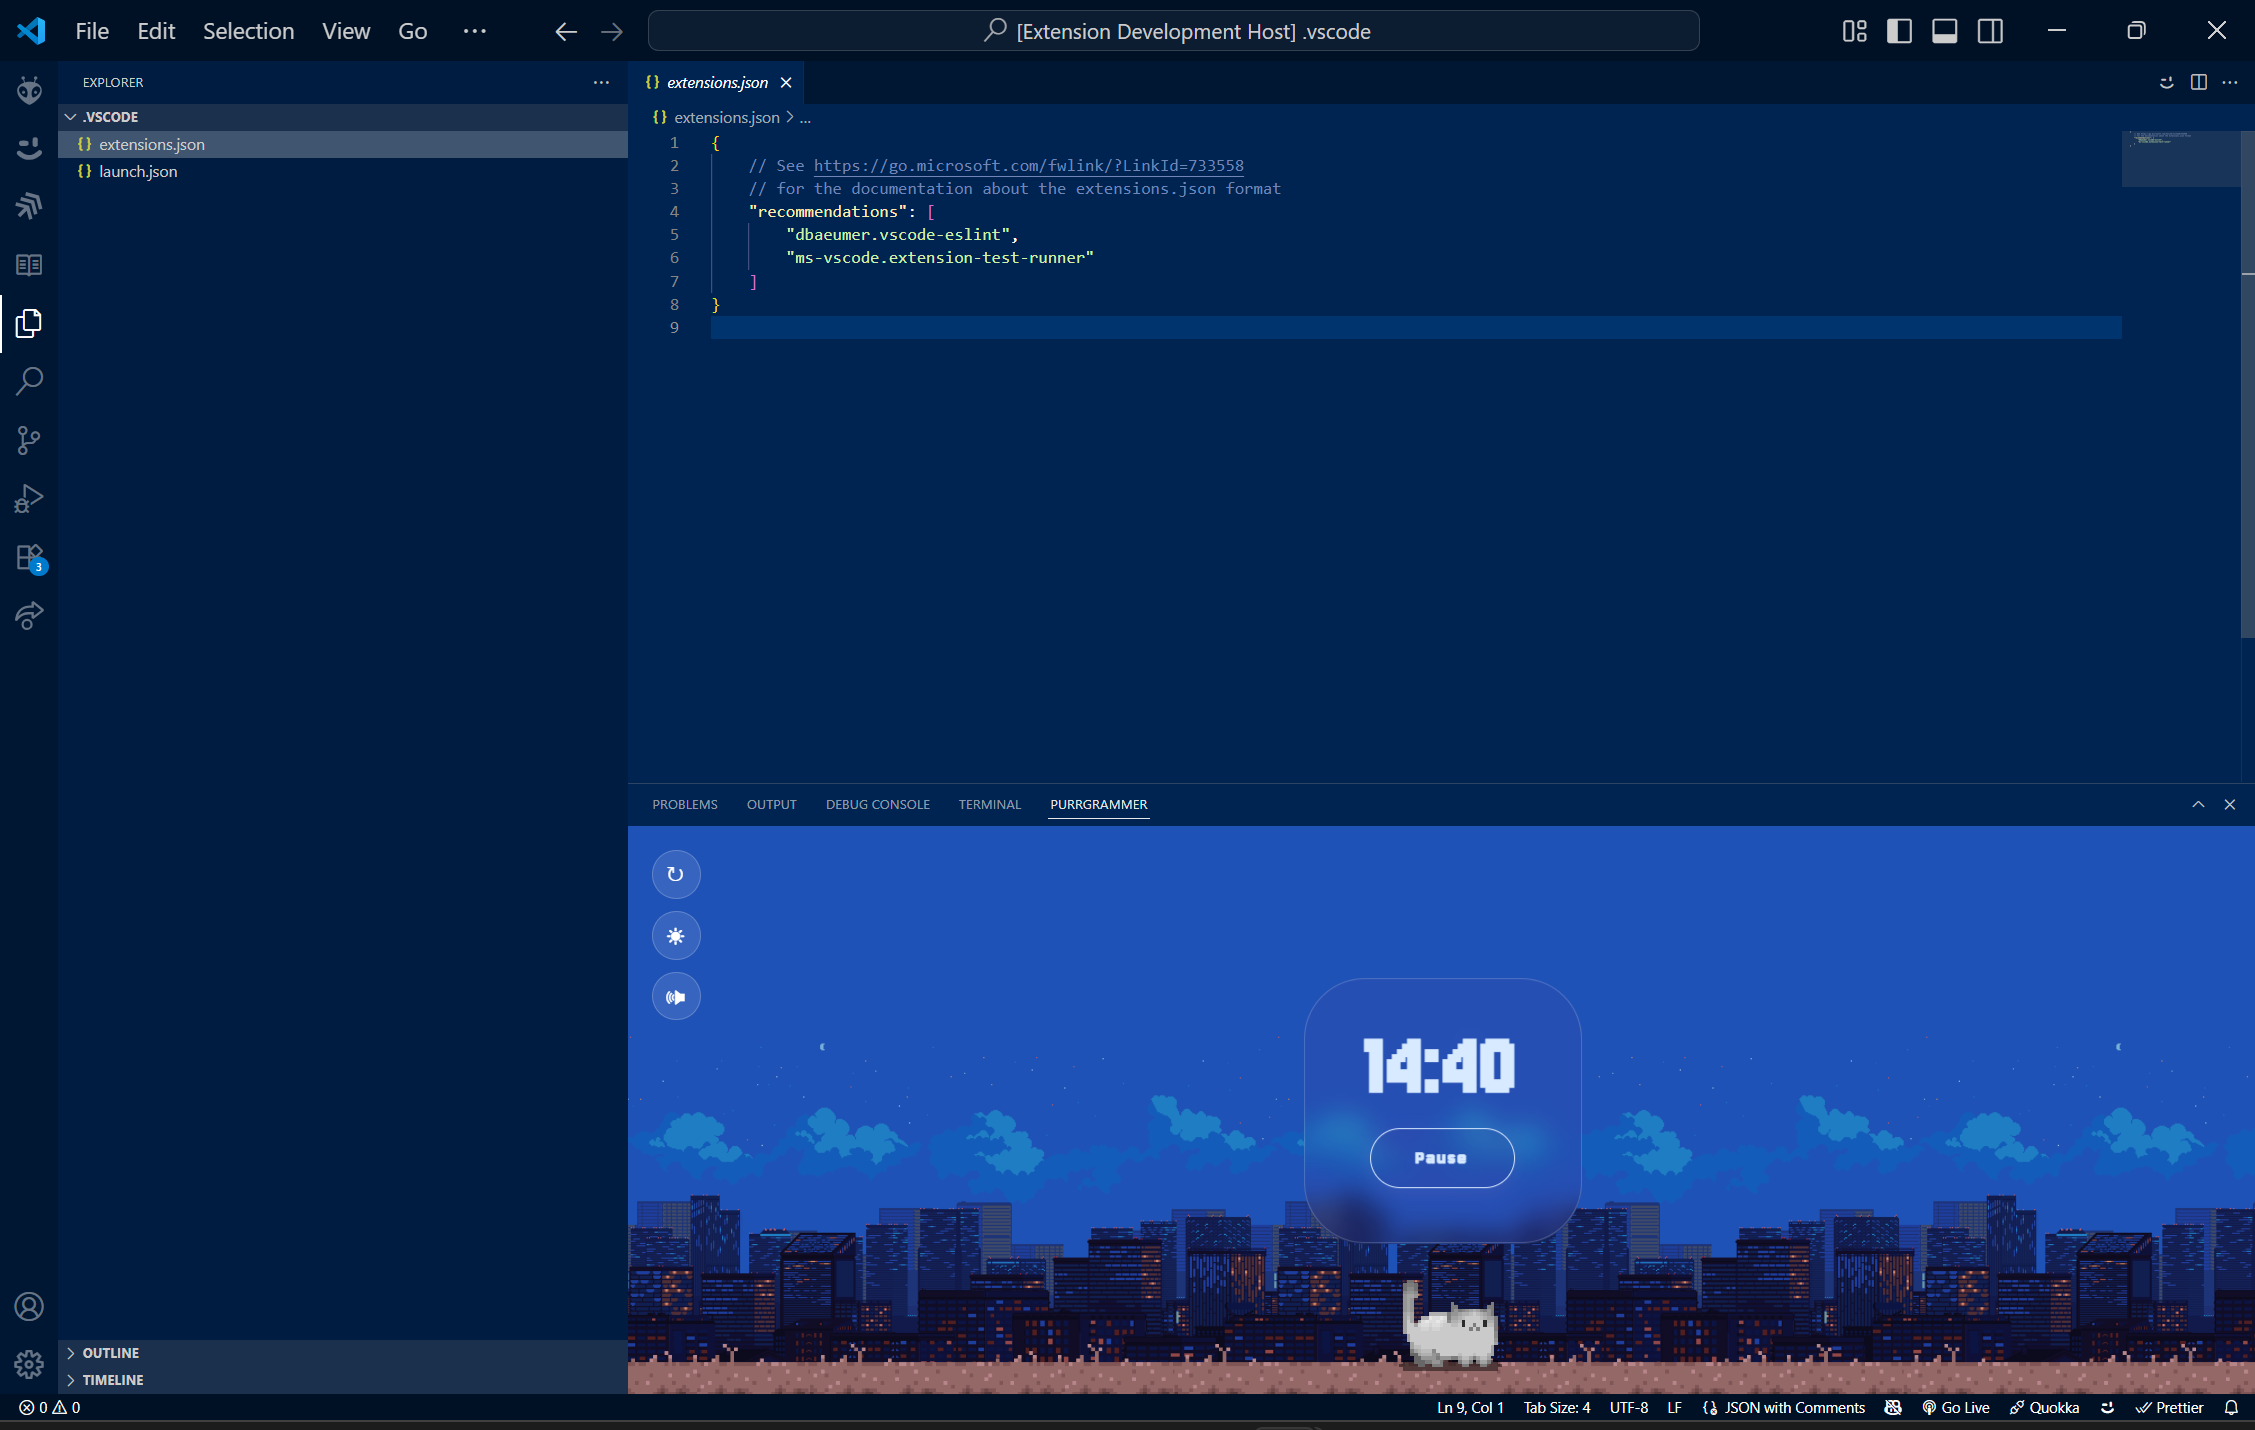 File Edit Selection View Go ...
[Extension Development Host] .vscode
EXPLORER
.VSCODE
extensions.json
launch.json
3
OUTLINE
TIMELINE
extensions.json
extensions.json > ...
1 {
2 // See https://go.microsoft.com/fwlink/?LinkId=733558
3 // for the documentation about the extensions.json format
4 "recommendations": [
5 "dbaeumer.vscode-eslint",
6 "ms-vscode.extension-test-runner"
7 ]
8 }
9
PROBLEMS OUTPUT DEBUG CONSOLE TERMINAL PURRGRAMMER
14:40
Pause
0 0 Ln 9, Col 1 Tab Size: 4 UTF-8 LF {} JSON with Comments Go Live Quokka Prettier